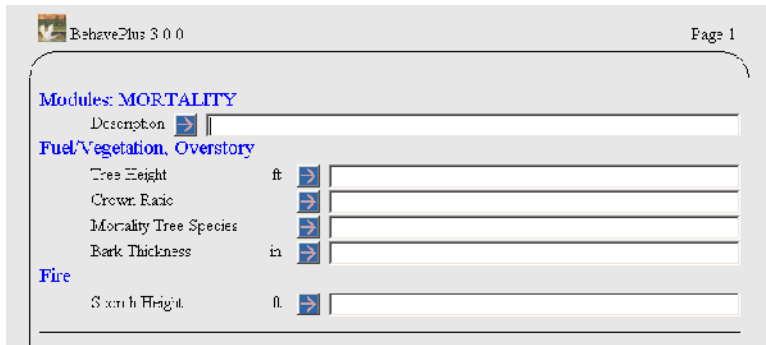 BehavePlus 3.0.0 Page 1
Modules: MORTALITY
Description
Fuel/Vegetation, Overstory
Tree Height ft
Crown Ratio
Mortality Tree Species
Bark Thickness in
Fire
Scorch Height ft